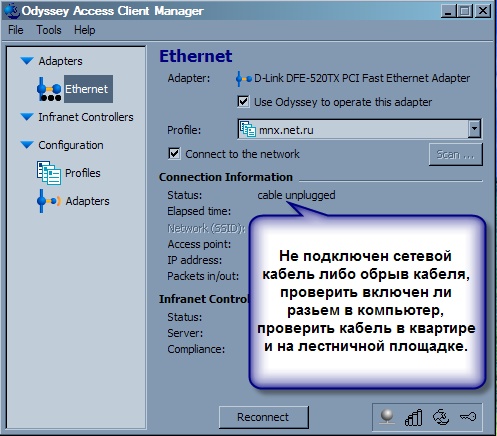 Odyssey Access Client Manager
File Tools Help
Adapters
Ethernet
Infranet Controllers
Configuration
Profiles
Adapters
Ethernet
Adapter: D-Link DFE-520TX PCI Fast Ethernet Adapter
Use Odyssey to operate this adapter
Profile: mnx.net.ru
Connect to the network Scan ...
Connection Information
Status: cable unplugged
Elapsed time:
Network (SSID):
Access point:
IP address:
Packets in/out:
Infranet Control
Status:
Server:
Compliance:
Не подключен сетевой
кабель либо обрыв кабеля,
проверить включен ли
разьем в компьютер,
проверить кабель в квартире
и на лестничной площадке.
Reconnect